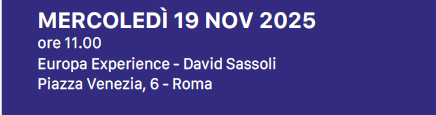 MERCOLEDÌ 19 NOV 2025
ore 11.00
Europa Experience - David Sassoli
Piazza Venezia, 6 - Roma